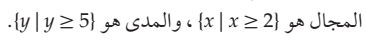 المجال هو {x | x ≥ 2} ، والمدى هو {y | y ≥ 5}.